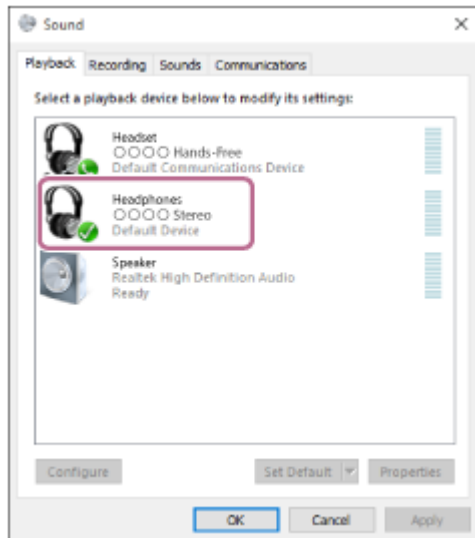 Sound
Playback Recording Sounds Communications
Select a playback device below to modify its settings:
Headset
○○○○ Hands-Free
Default Communications Device
Headphones
○○○○ Stereo
Default Device
Speaker
Realtek High Definition Audio
Ready
Configure Set Default Properties
OK Cancel Apply